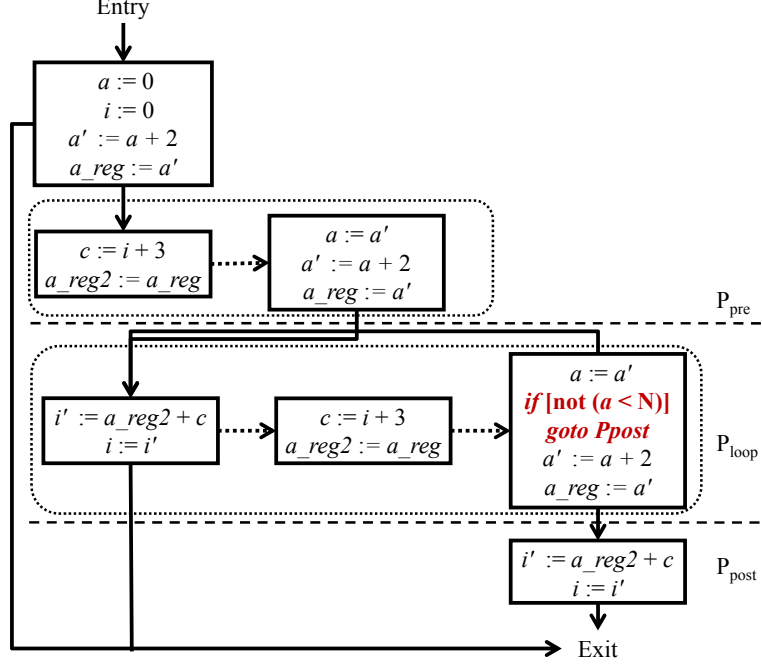 Entry
a := 0
i := 0
a' := a + 2
a_reg := a'
c := i + 3
a_reg2 := a_reg
a := a'
a' := a + 2
a_reg := a'
P_pre
i' := a_reg2 + c
i := i'
c := i + 3
a_reg2 := a_reg
a := a'
if [not (a < N)]
goto Ppost
a' := a + 2
a_reg := a'
P_loop
i' := a_reg2 + c
i := i'
P_post
Exit